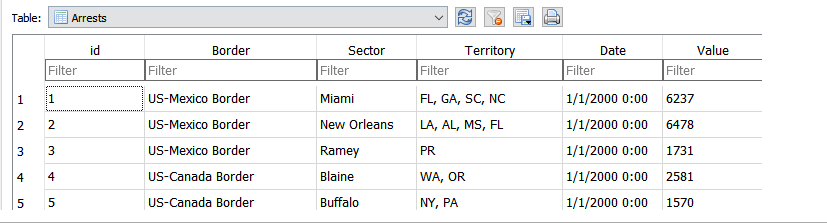 Table: Arrests
id Border Sector Territory Date Value
Filter Filter Filter Filter Filter Filter
1 1 US-Mexico Border Miami FL, GA, SC, NC 1/1/2000 0:00 6237
2 2 US-Mexico Border New Orleans LA, AL, MS, FL 1/1/2000 0:00 6478
3 3 US-Mexico Border Ramey PR 1/1/2000 0:00 1731
4 4 US-Canada Border Blaine WA, OR 1/1/2000 0:00 2581
5 5 US-Canada Border Buffalo NY, PA 1/1/2000 0:00 1570